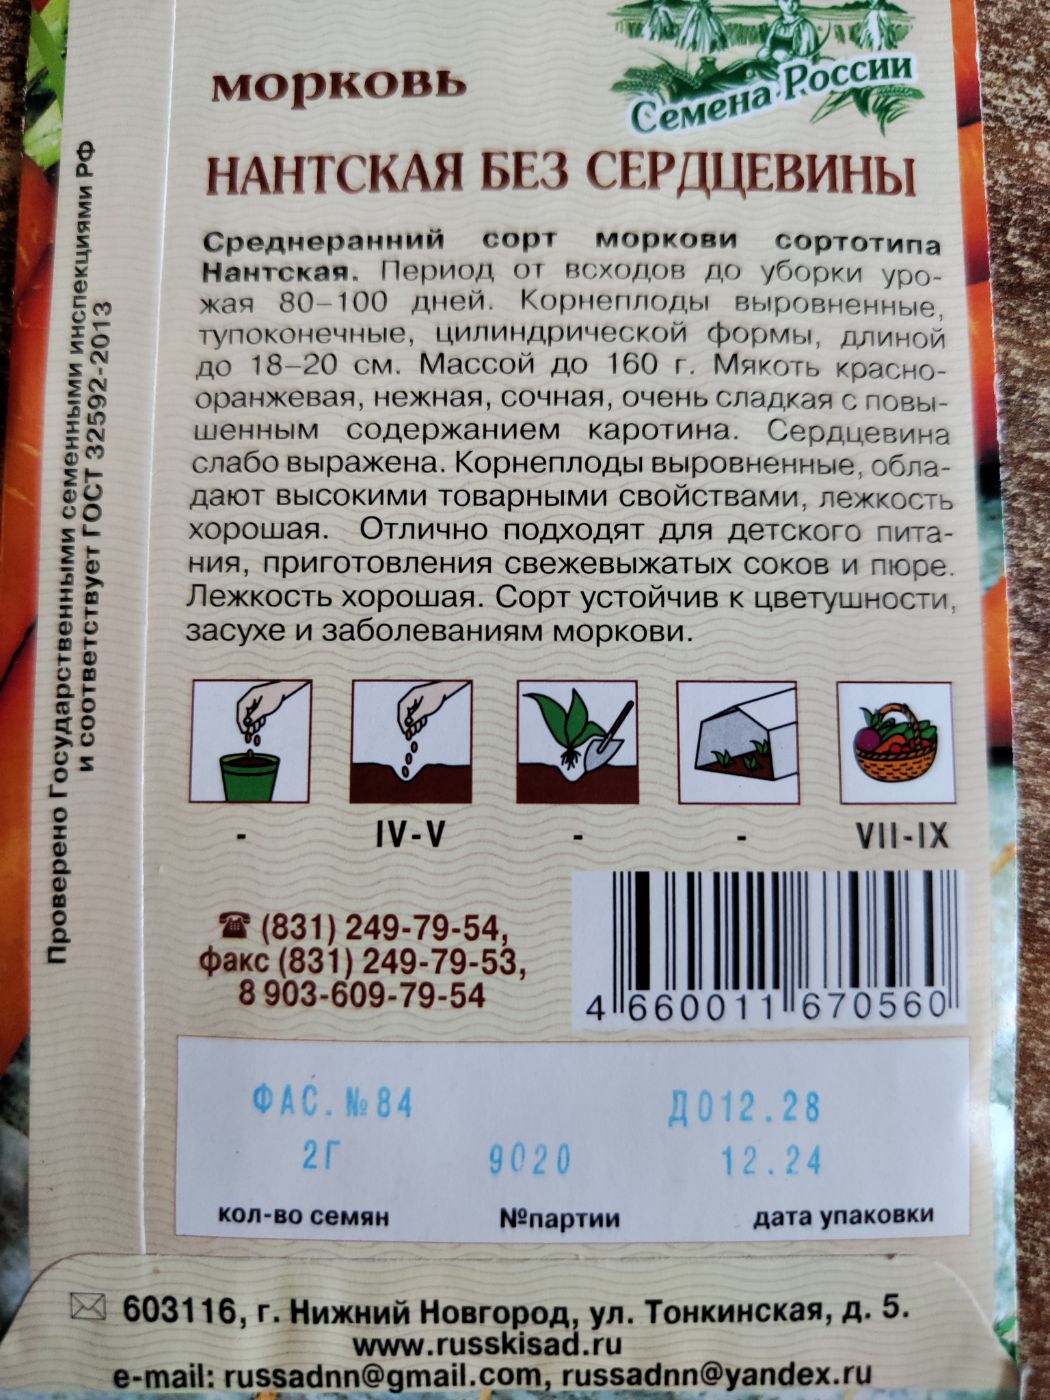 Семена России
морковь
НАНТСКАЯ БЕЗ СЕРДЦЕВИНЫ
Среднеранний сорт моркови сортотипа
Нантская. Период от всходов до уборки уро-
жая 80–100 дней. Корнеплоды выровненные,
тупоконечные, цилиндрической формы, длиной
до 18–20 см. Массой до 160 г. Мякоть красно-
оранжевая, нежная, сочная, очень сладкая с повы-
шенным содержанием каротина. Сердцевина
слабо выражена. Корнеплоды выровненные, обла-
дают высокими товарными свойствами, лежкость
хорошая. Отлично подходят для детского пита-
ния, приготовления свежевыжатых соков и пюре.
Лежкость хорошая. Сорт устойчив к цветушности,
засухе и заболеваниям моркови.
- IV-V - - VII-IX
(831) 249-79-54,
факс (831) 249-79-53,
8 903-609-79-54
4 660011 670560
ФАС. №84 ДО12.28
2Г 9020 12.24
кол-во семян №партии дата упаковки
603116, г. Нижний Новгород, ул. Тонкинская, д. 5.
www.russkisad.ru
e-mail: russadnn@gmail.com, russadnn@yandex.ru
Проверено Государственными семенными инспекциями РФ
и соответствует ГОСТ 32592-2013